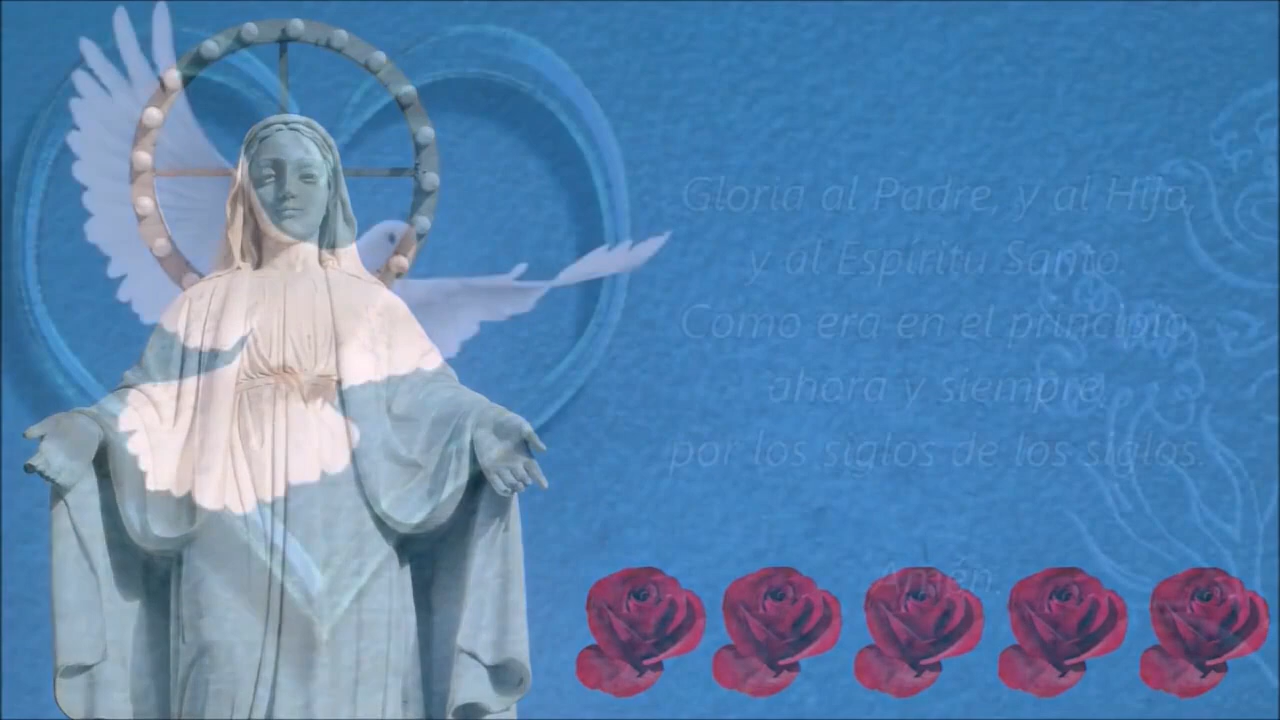 Gloria al Padre, y al Hijo,
y al Espíritu Santo.
Como era en el principio,
ahora y siempre,
por los siglos de los siglos.
Amén.